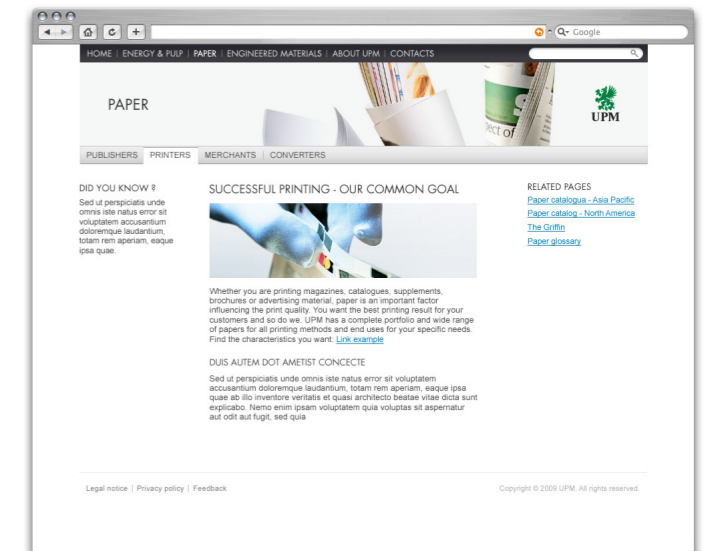 Google
HOME | ENERGY & PULP | PAPER | ENGINEERED MATERIALS | ABOUT UPM | CONTACTS
PAPER
ect of
UPM
PUBLISHERS PRINTERS MERCHANTS | CONVERTERS
DID YOU KNOW ?
Sed ut perspiciatis unde
omnis iste natus error sit
voluptatem accusantium
doloremque laudantium,
totam rem aperiam, eaque
ipsa quae.
SUCCESSFUL PRINTING - OUR COMMON GOAL
Whether you are printing magazines, catalogues, supplements,
brochures or advertising material, paper is an important factor
influencing the print quality. You want the best printing result for your
customers and so do we. UPM has a complete portfolio and wide range
of papers for all printing methods and end uses for your specific needs.
Find the characteristics you want: Link example
DUIS AUTEM DOT AMETIST CONCECTE
Sed ut perspiciatis unde omnis iste natus error sit voluptatem
accusantium doloremque laudantium, totam rem aperiam, eaque ipsa
quae ab illo inventore veritatis et quasi architecto beatae vitae dicta sunt
explicabo. Nemo enim ipsam voluptatem quia voluptas sit aspernatur
aut odit aut fugit, sed quia
RELATED PAGES
Paper catalogua - Asia Pacific
Paper catalog - North America
The Griffin
Paper glossary
Legal notice | Privacy policy | Feedback
Copyright © 2009 UPM. All rights reserved.